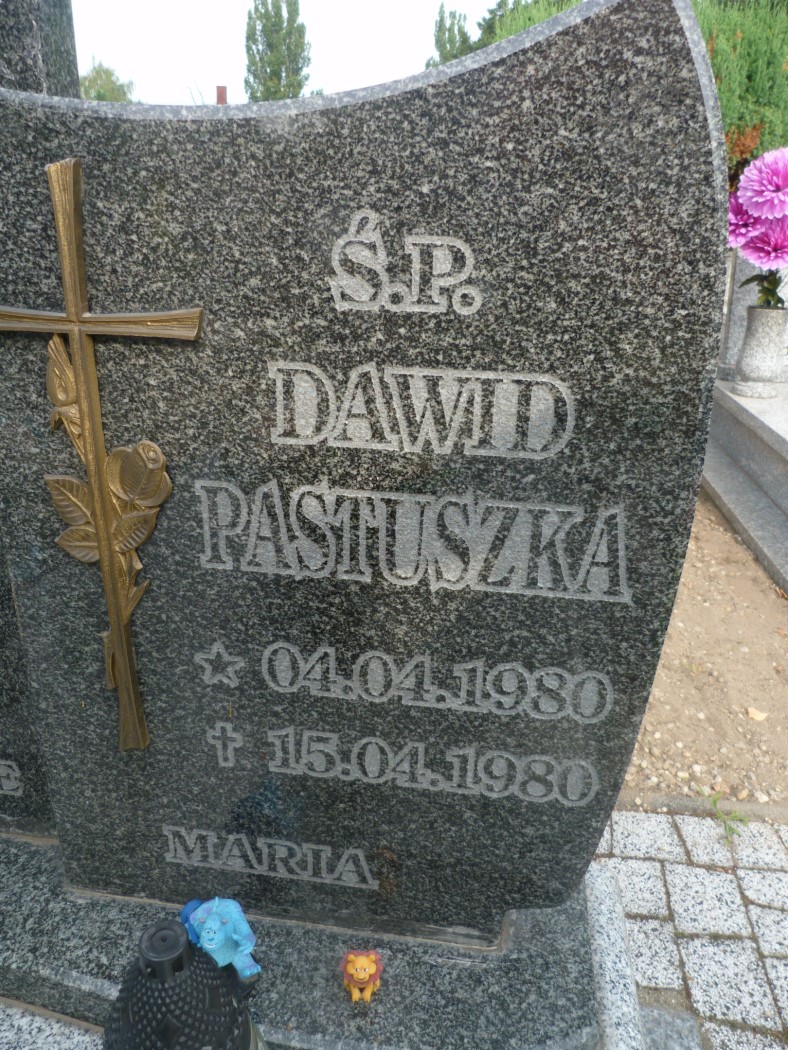 Ś.P.
DAWID
PASTUSZKA
04.04.1980
15.04.1980
MARIA
E